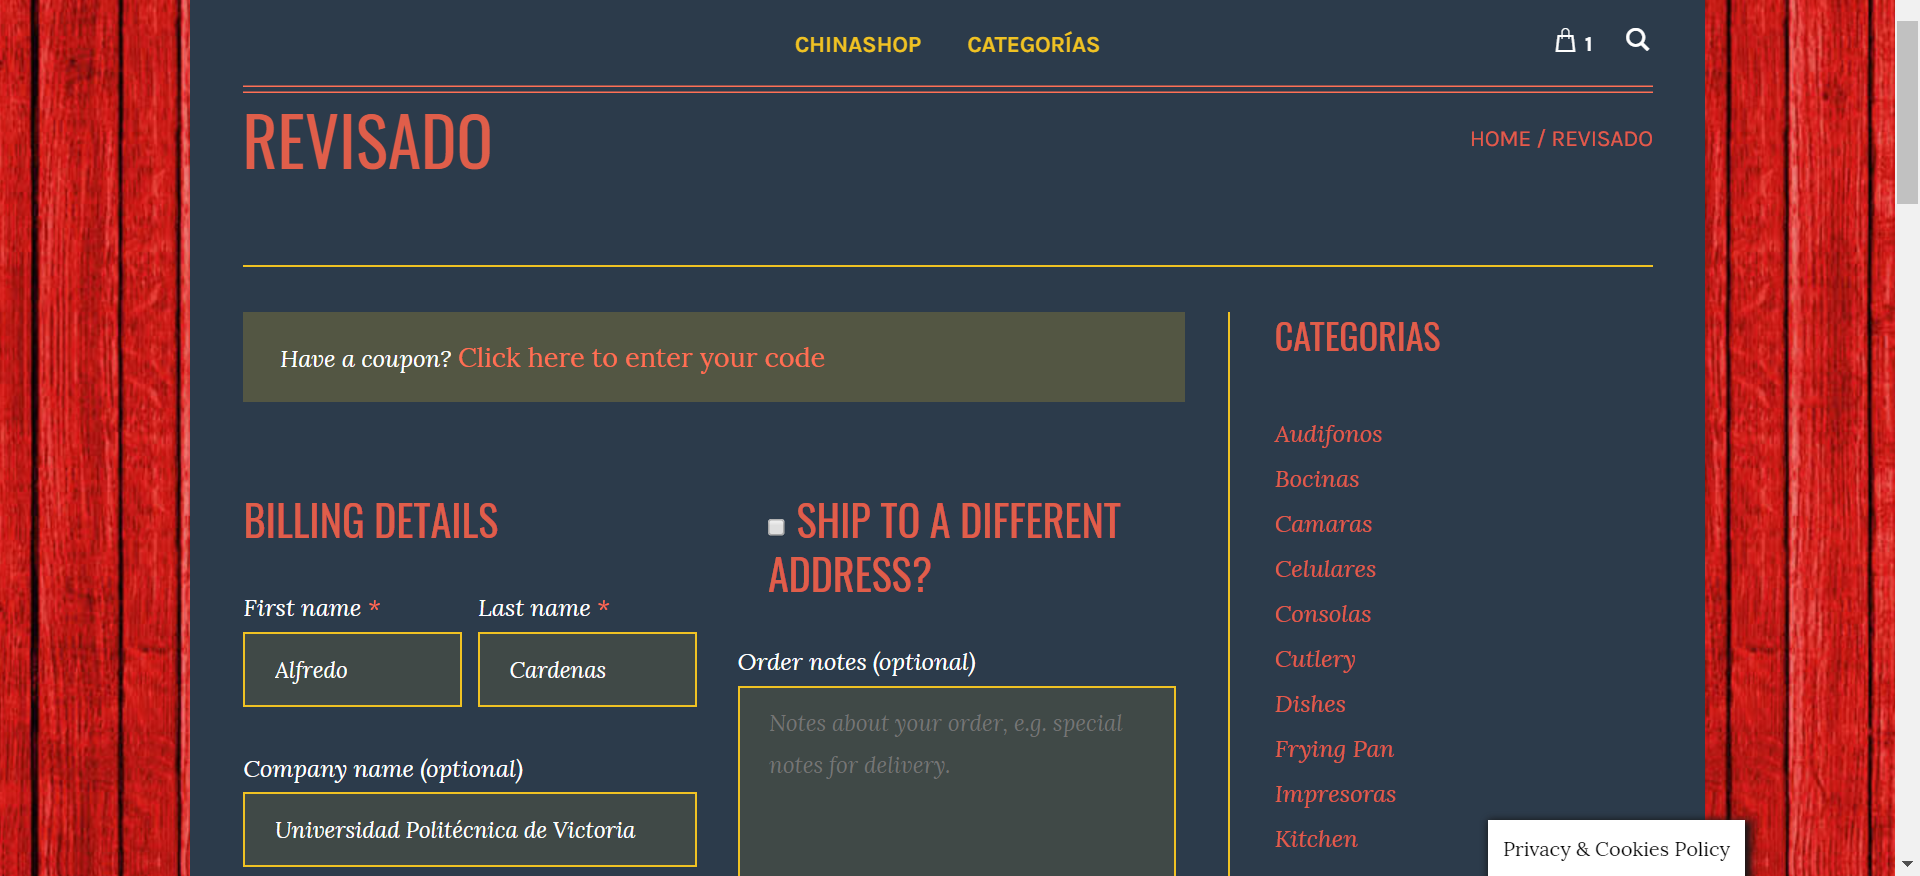 CHINASHOP CATEGORÍAS 1
REVISADO
HOME / REVISADO
Have a coupon? Click here to enter your code
BILLING DETAILS
First name * Last name *
Alfredo Cardenas
Company name (optional)
Universidad Politécnica de Victoria
SHIP TO A DIFFERENT
ADDRESS?
Order notes (optional)
Notes about your order, e.g. special
notes for delivery.
CATEGORIAS
Audifonos
Bocinas
Camaras
Celulares
Consolas
Cutlery
Dishes
Frying Pan
Impresoras
Kitchen
Privacy & Cookies Policy